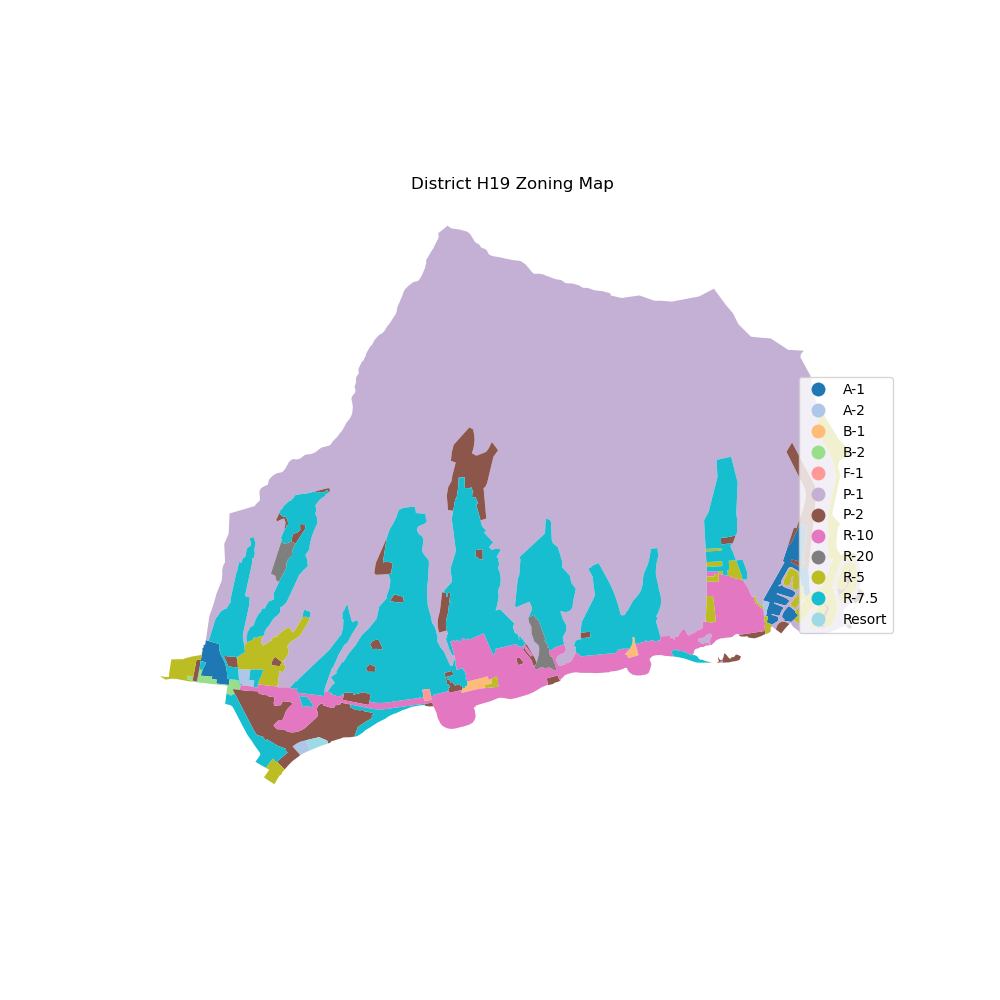 District H19 Zoning Map
A-1
A-2
B-1
B-2
F-1
P-1
P-2
R-10
R-20
R-5
R-7.5
Resort